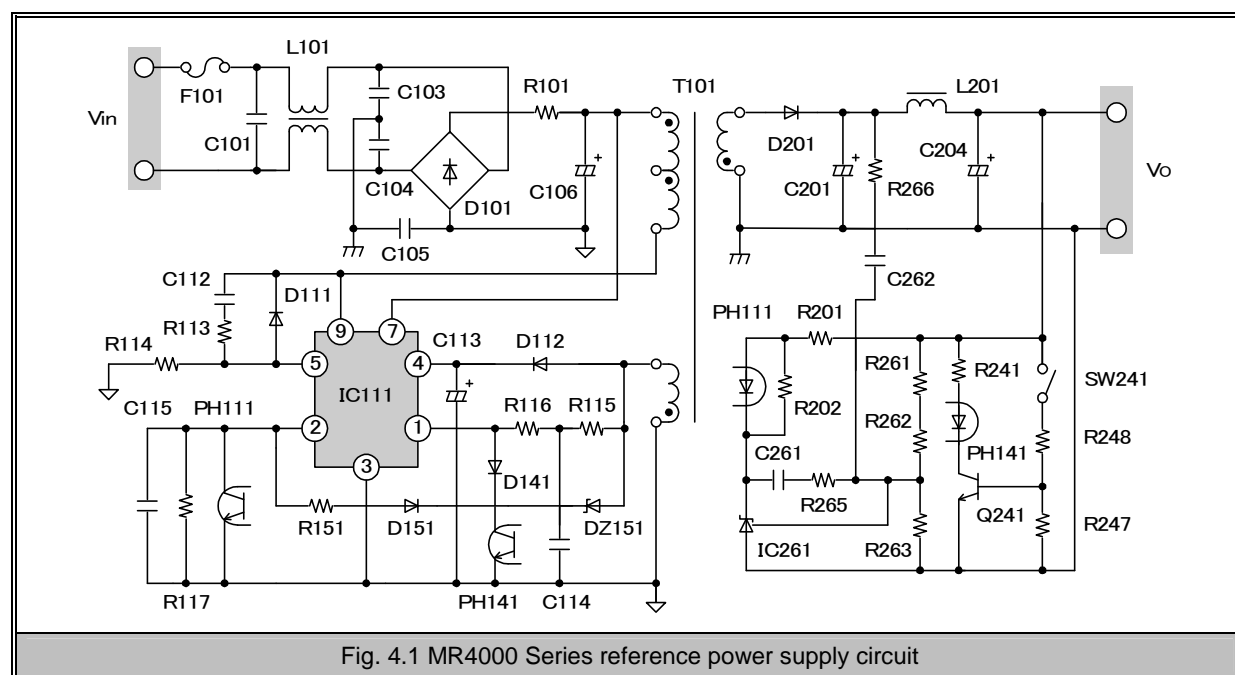 L101
F101
Vin
C101
C103
C104
D101
C105
R101
C106
T101
D201
C201
R266
L201
C204
Vo
C262
C112
D111
R113
R114
9
7
5
4
IC111
2
1
3
C113
D112
R116
R115
C115
PH111
D141
R151
D151
DZ151
R117
PH141
C114
PH111
R201
R202
R261
R262
R241
SW241
PH141
R248
C261
R265
Q241
IC261
R263
R247
Fig. 4.1 MR4000 Series reference power supply circuit